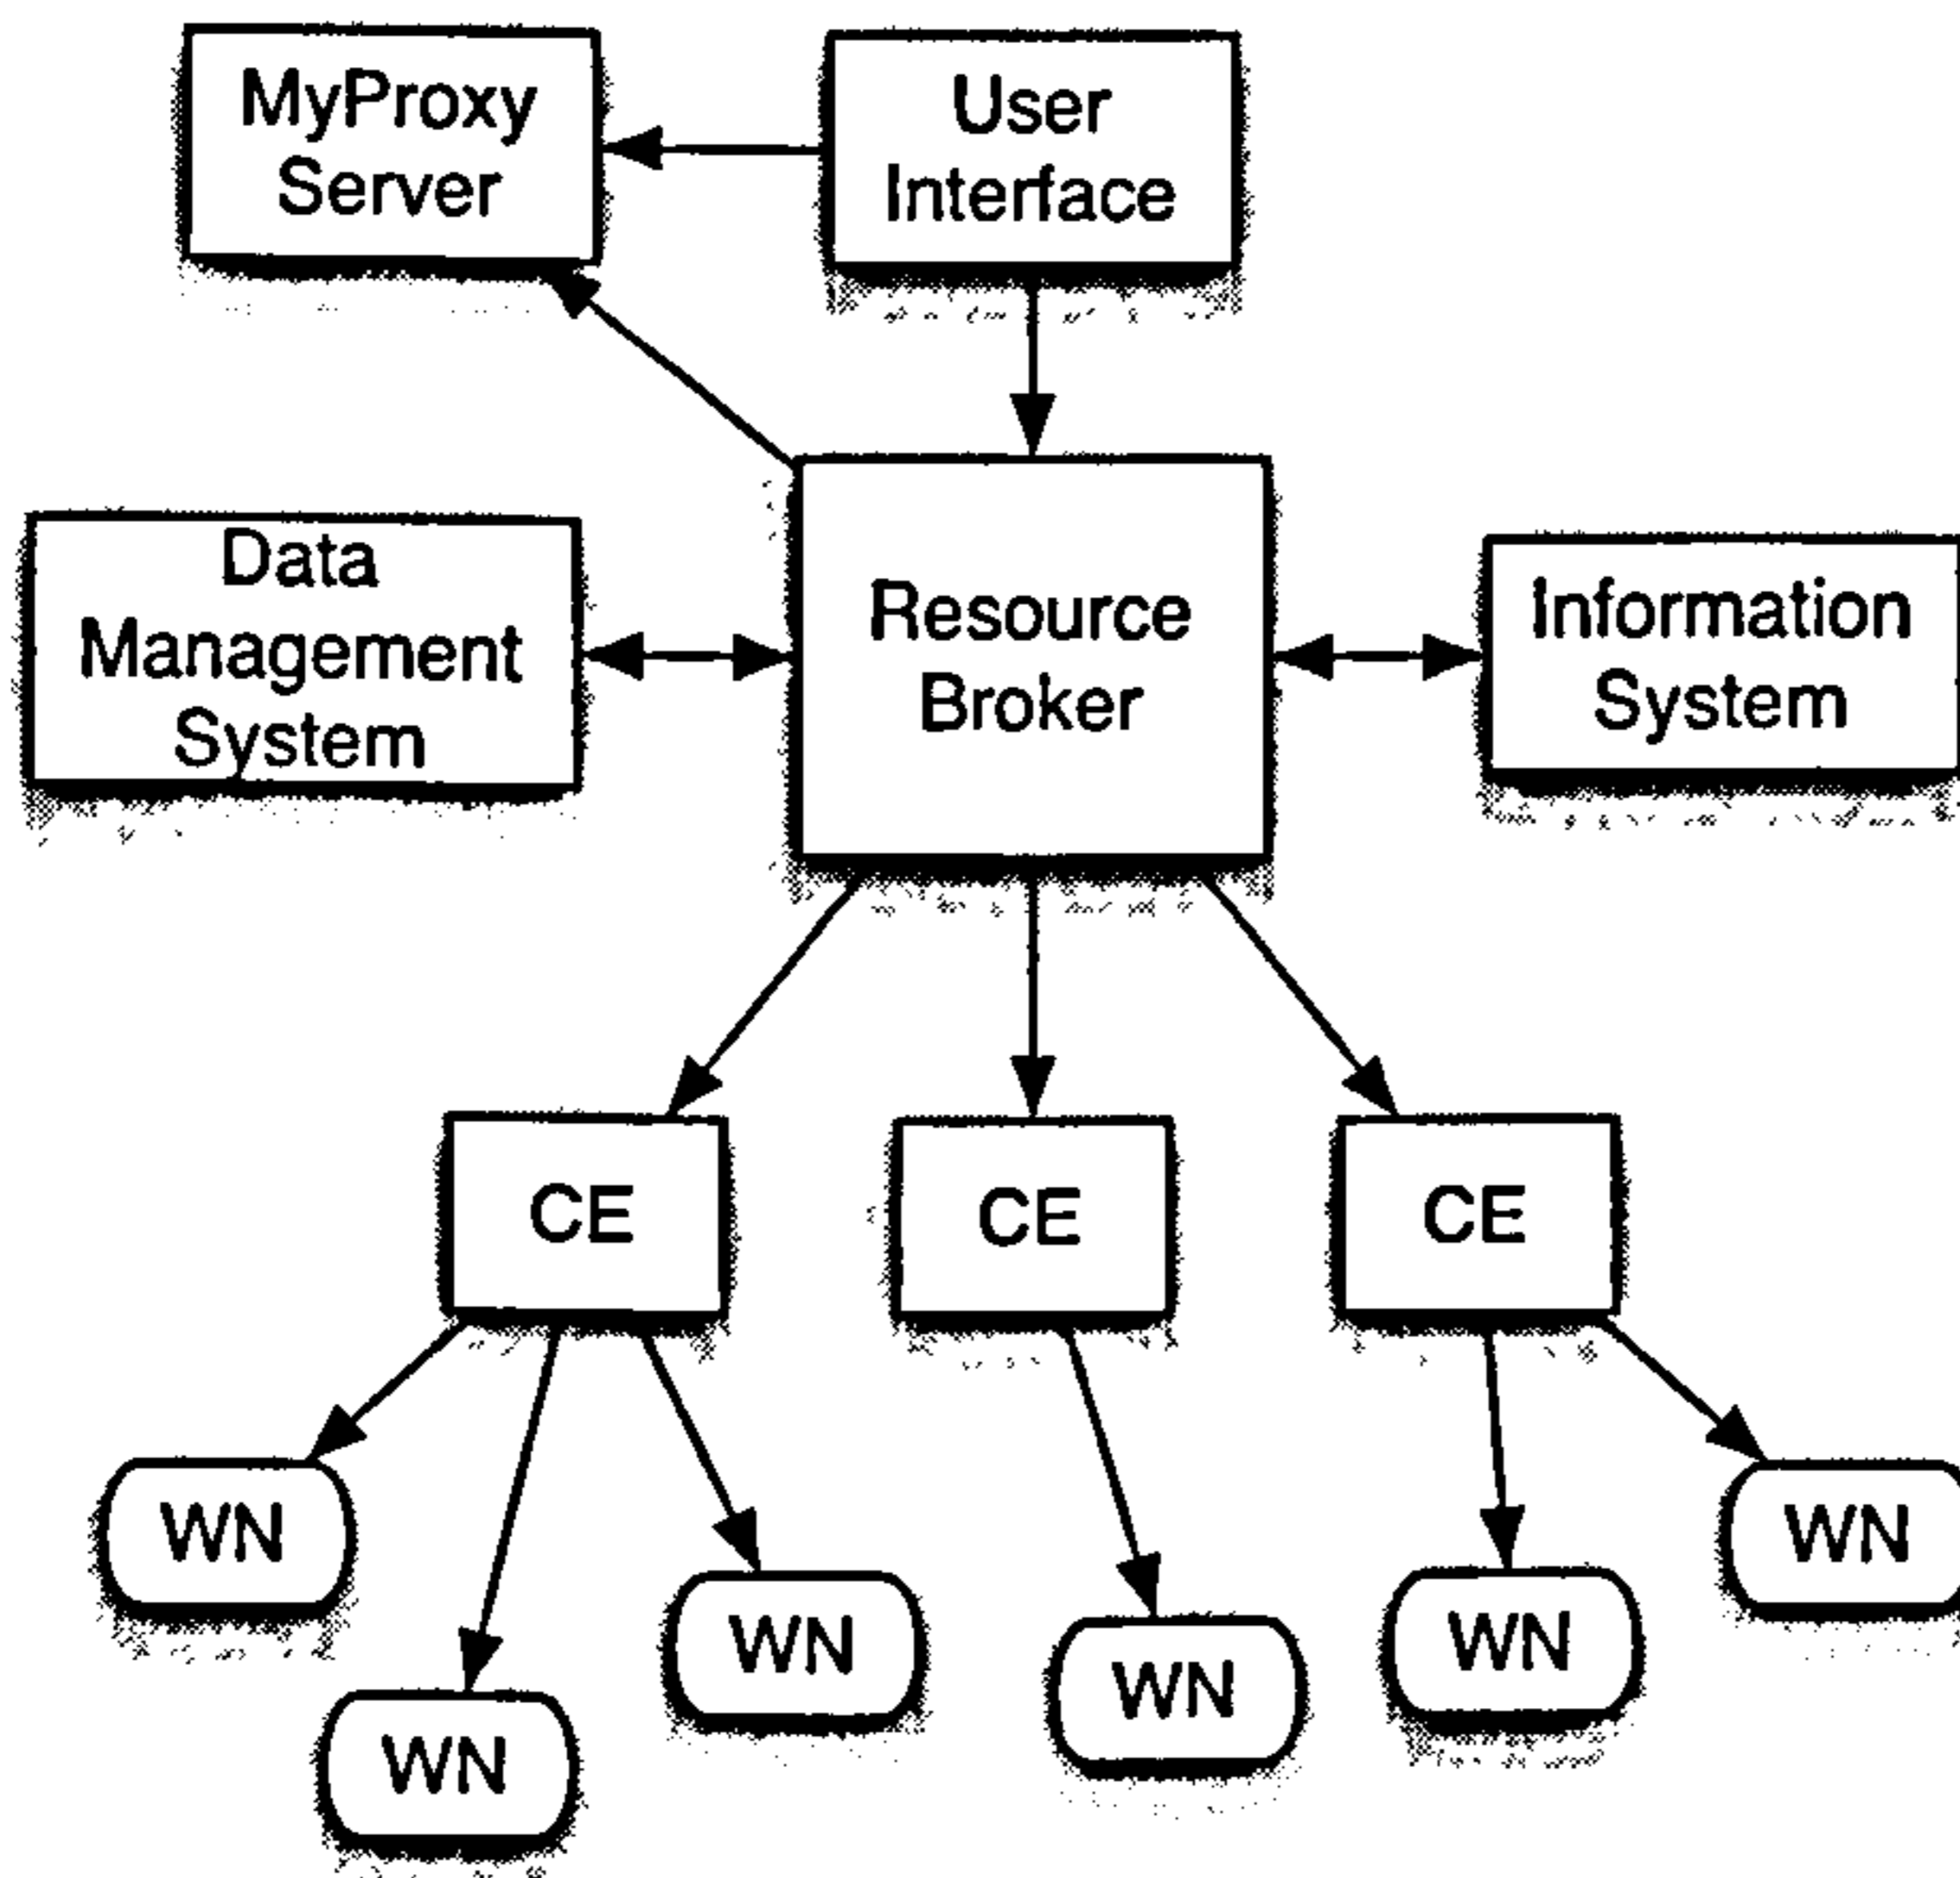 MyProxy
Server
User
Interface
Data
Management
System
Resource
Broker
Information
System
CE
CE
CE
WN
WN
WN
WN
WN
WN